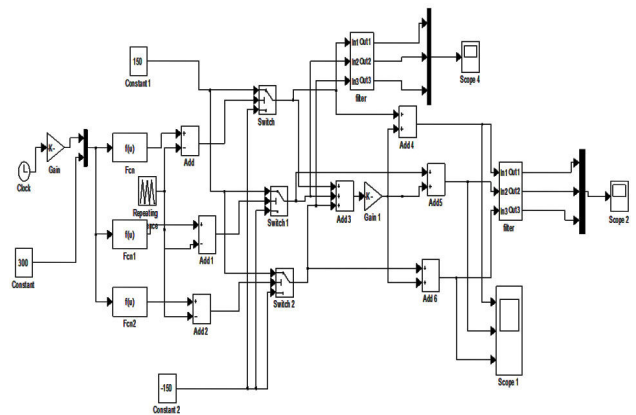 150
Constant 1
K-
Gain
Clock
300
Constant
f(u)
Fcn
f(u)
Fcn1
f(u)
Fcn2
Repeating
nce
Add
Add 1
Add 2
-150
Constant 2
Switch
Switch 1
Switch 2
In1 Out1
In2 Out2
In3 Out3
filter
Scope 4
Add 3
K-
Gain 1
Add 4
Add5
Add 6
In1 Out1
In2 Out2
In3 Out3
filter
Scope 2
Scope 1